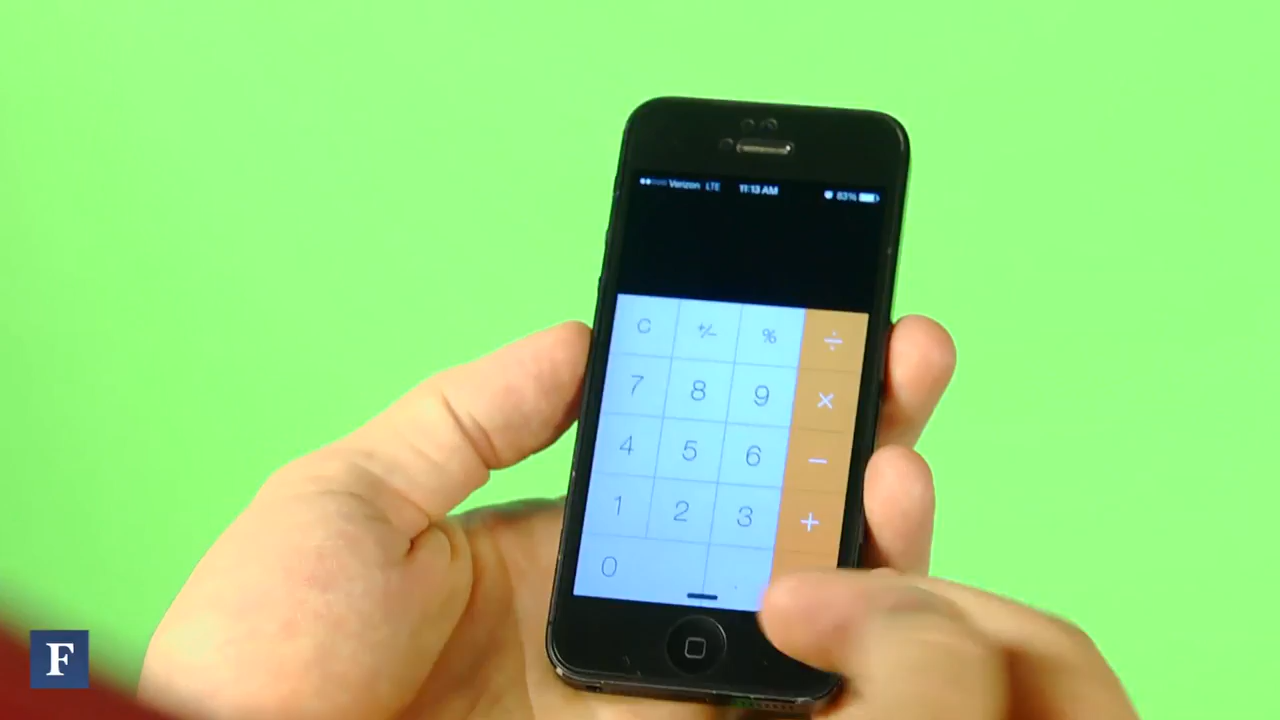 Verizon LTE 11:13 AM 83%
C +/- % ÷
7 8 9 ×
4 5 6 −
1 2 3 +
0 .
F